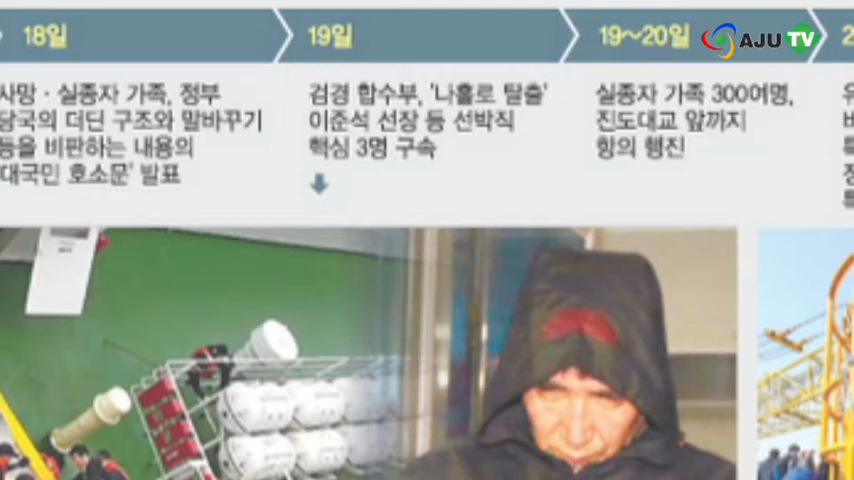 18일
19일
19~20일
AJU TV
사망·실종자 가족, 정부
당국의 더딘 구조와 말바꾸기
등을 비판하는 내용의
'대국민 호소문' 발표
검경 합수부, '나홀로 탈출'
이준석 선장 등 선박직
핵심 3명 구속
실종자 가족 300여명,
진도대교 앞까지
항의 행진